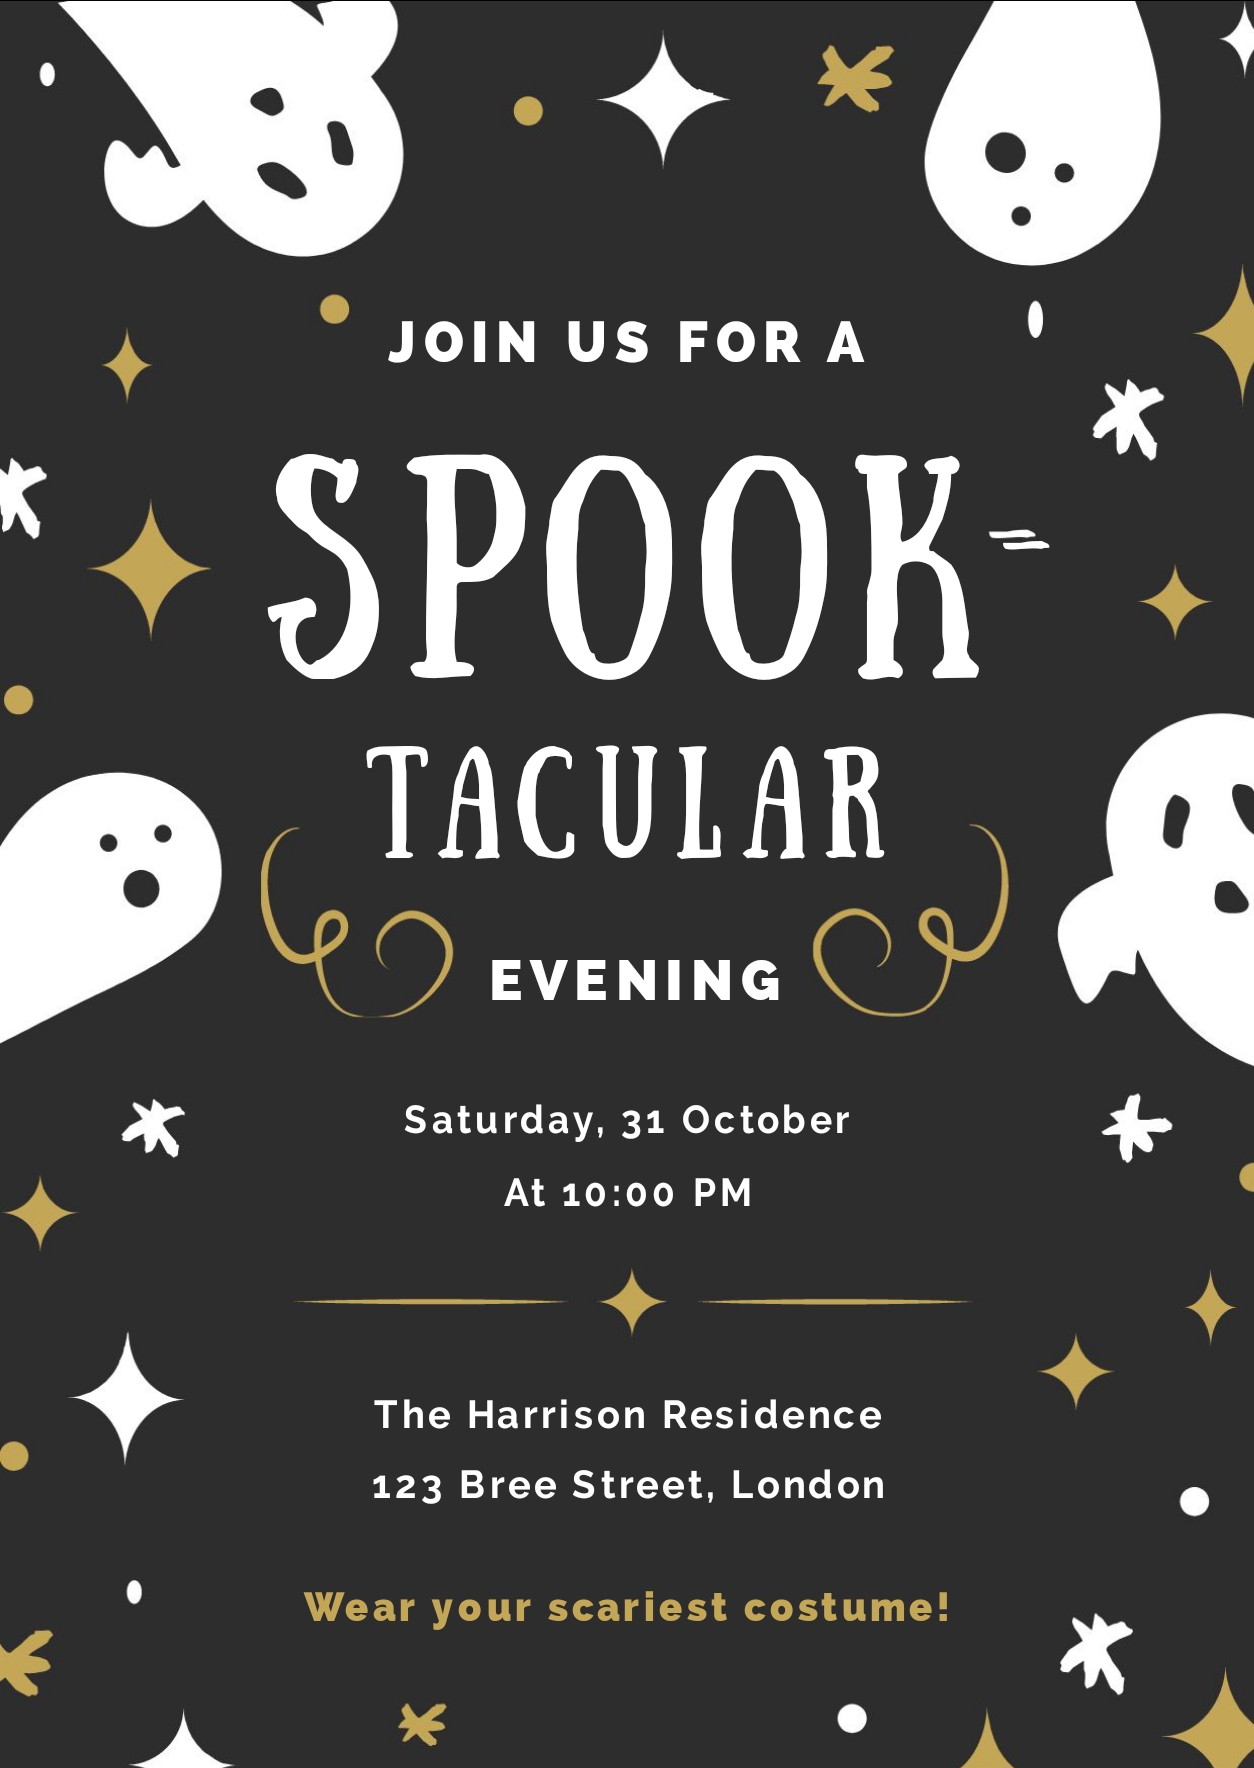 JOIN US FOR A
SPOOK-
TACULAR
EVENING
Saturday, 31 October
At 10:00 PM
The Harrison Residence
123 Bree Street, London
Wear your scariest costume!